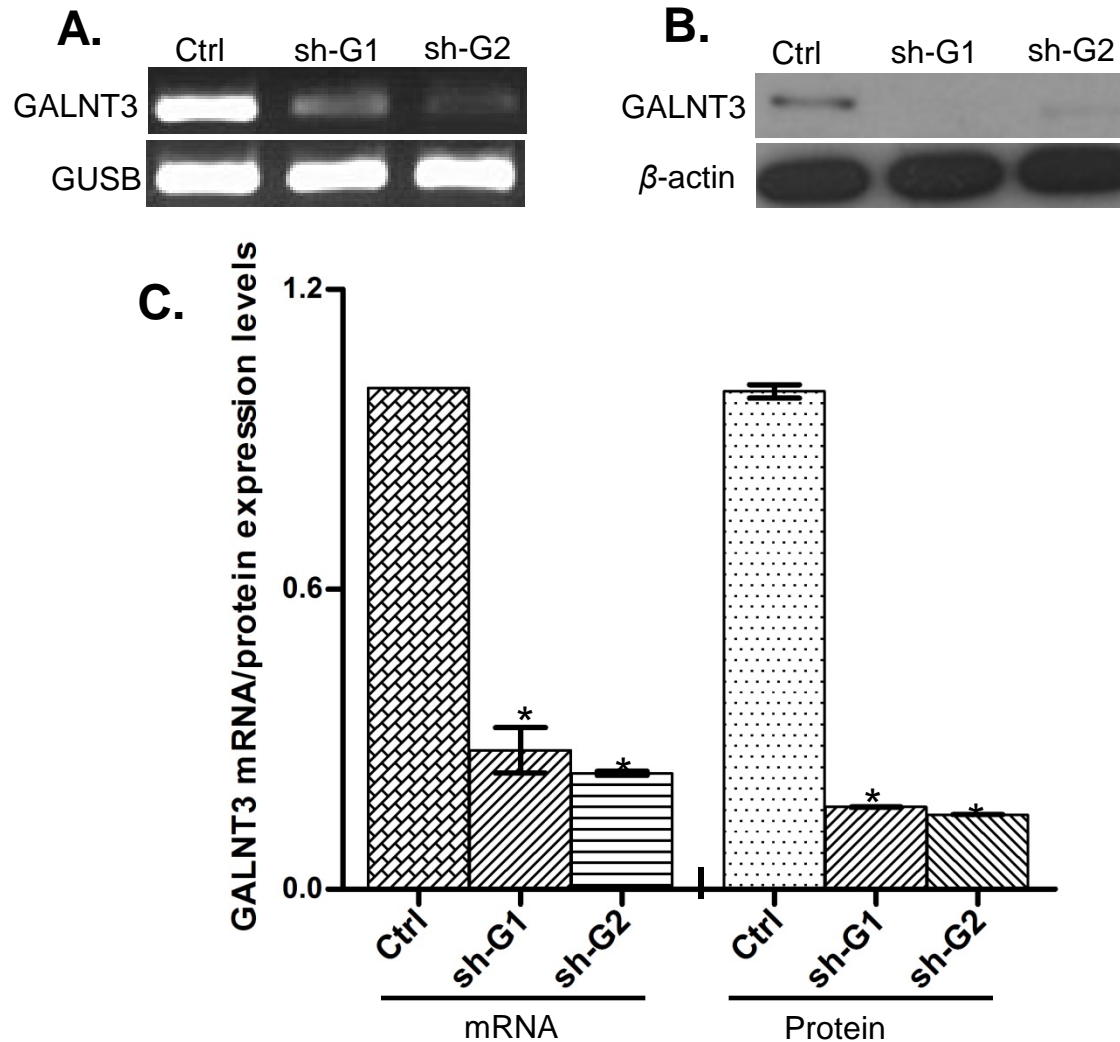 A.
Ctrl sh-G1 sh-G2
GALNT3
GUSB
B.
Ctrl sh-G1 sh-G2
GALNT3
β-actin
C.
GALNT3 mRNA/protein expression levels
1.2
0.6
0.0
*
*
*
*
Ctrl sh-G1 sh-G2 Ctrl sh-G1 sh-G2
mRNA Protein